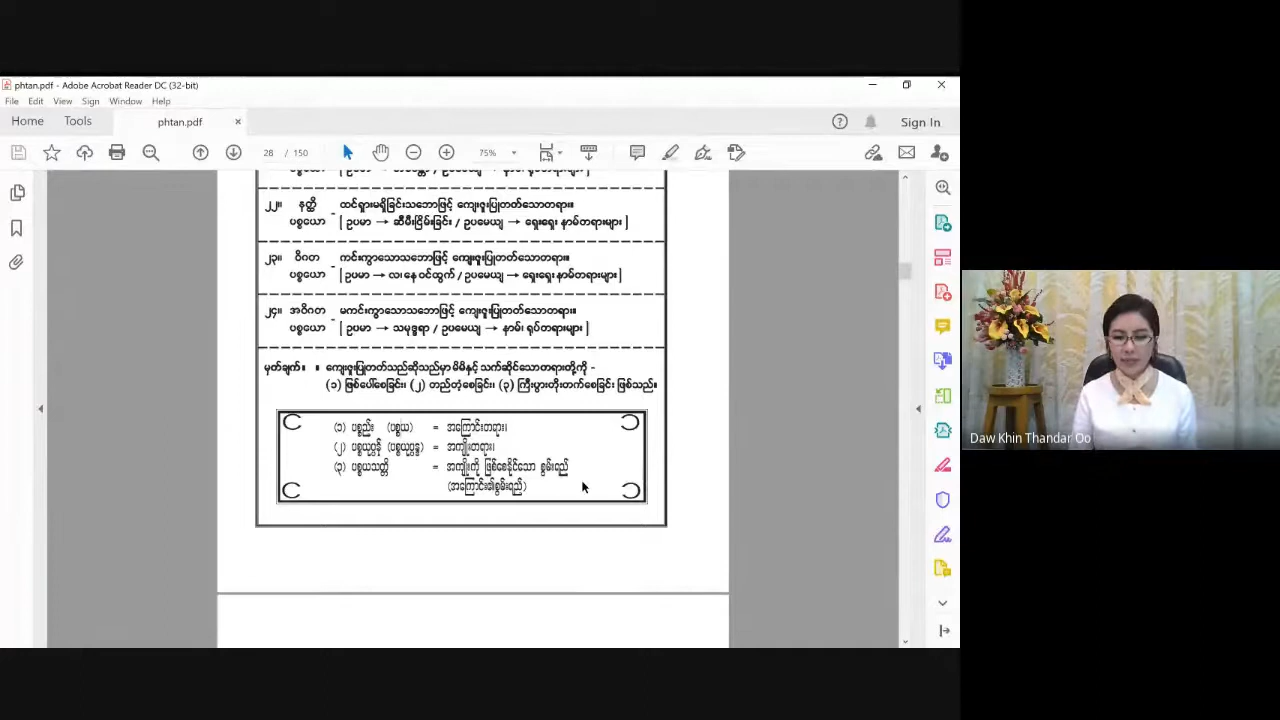 phtan.pdf - Adobe Acrobat Reader DC (32-bit)
File Edit View Sign Window Help
Home Tools phtan.pdf × Sign In
28 / 150 75%
၂၂။ နတ္ထိ ပစ္စယော - ထင်ရှားမရှိခြင်းသဘောဖြင့် ကျေးဇူးပြုတတ်သောတရား။
[ ဥပမာ → ဆီမီးငြိမ်းခြင်း / ဥပမေယျ → ရှေးရှေး နာမ်တရားများ ]
၂၃။ ဝိဂတ ပစ္စယော - ကင်းကွာသောသဘောဖြင့် ကျေးဇူးပြုတတ်သောတရား။
[ ဥပမာ → လ၊ နေ ဝင်ထွက် / ဥပမေယျ → ရှေးရှေး နာမ်တရားများ ]
၂၄။ အဝိဂတ ပစ္စယော - မကင်းကွာသောသဘောဖြင့် ကျေးဇူးပြုတတ်သောတရား။
[ ဥပမာ → သမုဒ္ဒရာ / ဥပမေယျ → နာမ်၊ ရုပ်တရားများ ]
မှတ်ချက်။ ။ ကျေးဇူးပြုတတ်သည်ဆိုသည်မှာ မိမိနှင့် သက်ဆိုင်သောတရားတို့ကို -
(၁) ဖြစ်ပေါ်စေခြင်း၊ (၂) တည်တံ့စေခြင်း၊ (၃) ကြီးပွားတိုးတက်စေခြင်း ဖြစ်သည်။
(၁) ပစ္စည်း (ပစ္စယ) = အကြောင်းတရား၊
(၂) ပစ္စယုပ္ပန် (ပစ္စယုပ္ပန္န) = အကျိုးတရား၊
(၃) ပစ္စယသတ္တိ = အကျိုးကို ဖြစ်စေနိုင်သော စွမ်းရည်
(အကြောင်း၏စွမ်းရည်)
Daw Khin Thandar Oo